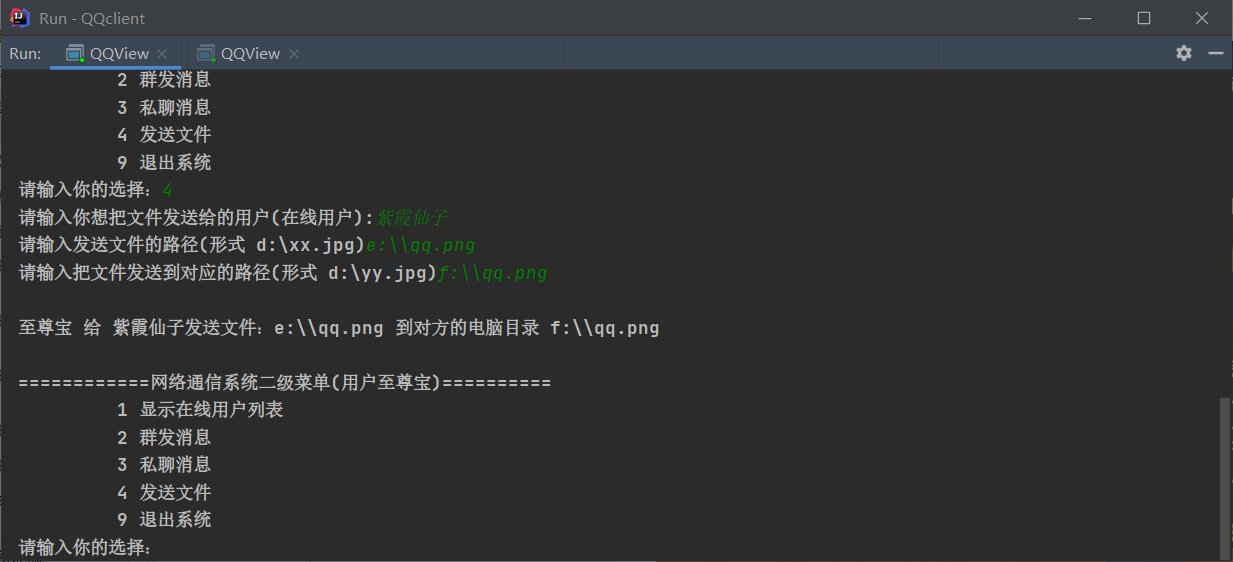 Run - QQclient
Run: QQView QQView
2 群发消息
3 私聊消息
4 发送文件
9 退出系统
请输入你的选择：4
请输入你想把文件发送给的用户(在线用户):紫霞仙子
请输入发送文件的路径(形式 d:\xx.jpg)e:\\qq.png
请输入把文件发送到对应的路径(形式 d:\yy.jpg)f:\\qq.png
至尊宝 给 紫霞仙子发送文件：e:\\qq.png 到对方的电脑目录 f:\\qq.png
============网络通信系统二级菜单(用户至尊宝)==========
1 显示在线用户列表
2 群发消息
3 私聊消息
4 发送文件
9 退出系统
请输入你的选择：